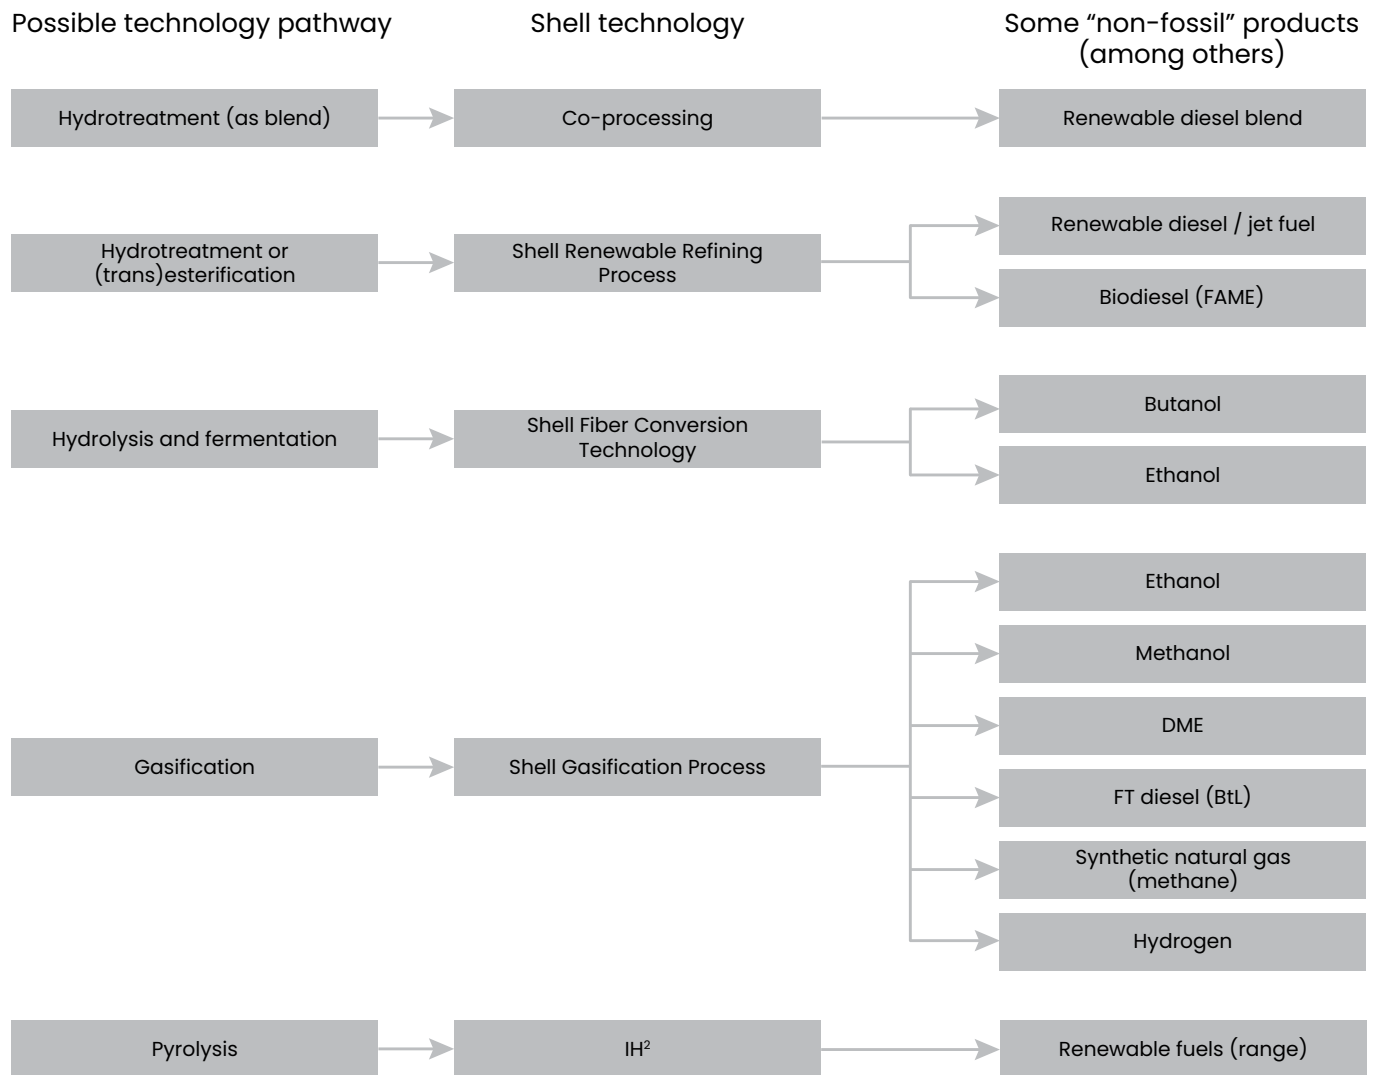 Possible technology pathway
Shell technology
Some “non-fossil” products
(among others)
Hydrotreatment (as blend)
Co-processing
Renewable diesel blend
Hydrotreatment or
(trans)esterification
Shell Renewable Refining
Process
Renewable diesel / jet fuel
Biodiesel (FAME)
Hydrolysis and fermentation
Shell Fiber Conversion
Technology
Butanol
Ethanol
Gasification
Shell Gasification Process
Ethanol
Methanol
DME
FT diesel (BtL)
Synthetic natural gas
(methane)
Hydrogen
Pyrolysis
IH²
Renewable fuels (range)